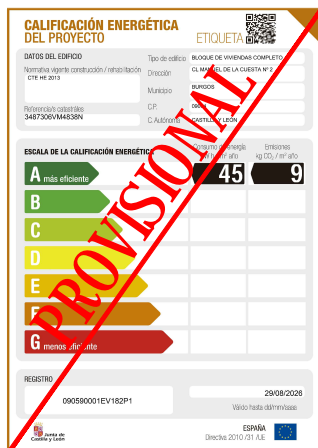 CALIFICACIÓN ENERGÉTICA
DEL PROYECTO
ETIQUETA
DATOS DEL EDIFICIO
Normativa vigente construcción / rehabilitación
CTE HE 2013
Referencia/s catastral/es
3487306VM4838N
Tipo de edificio BLOQUE DE VIVIENDAS COMPLETO
Dirección CL MANUEL DE LA CUESTA Nº 2
Municipio BURGOS
C.P.
C. Autónoma CASTILLA Y LEÓN
ESCALA DE LA CALIFICACIÓN ENERGÉTICA
Consumo de energía
kW h / m² año
Emisiones
kg CO₂ / m² año
A más eficiente
45
9
B
C
D
E
F
G menos eficiente
PROVISIONAL
REGISTRO
090590001EV182P1
29/08/2026
Válido hasta dd/mm/aaaa
Junta de
Castilla y León
ESPAÑA
Directiva 2010 /31 /UE